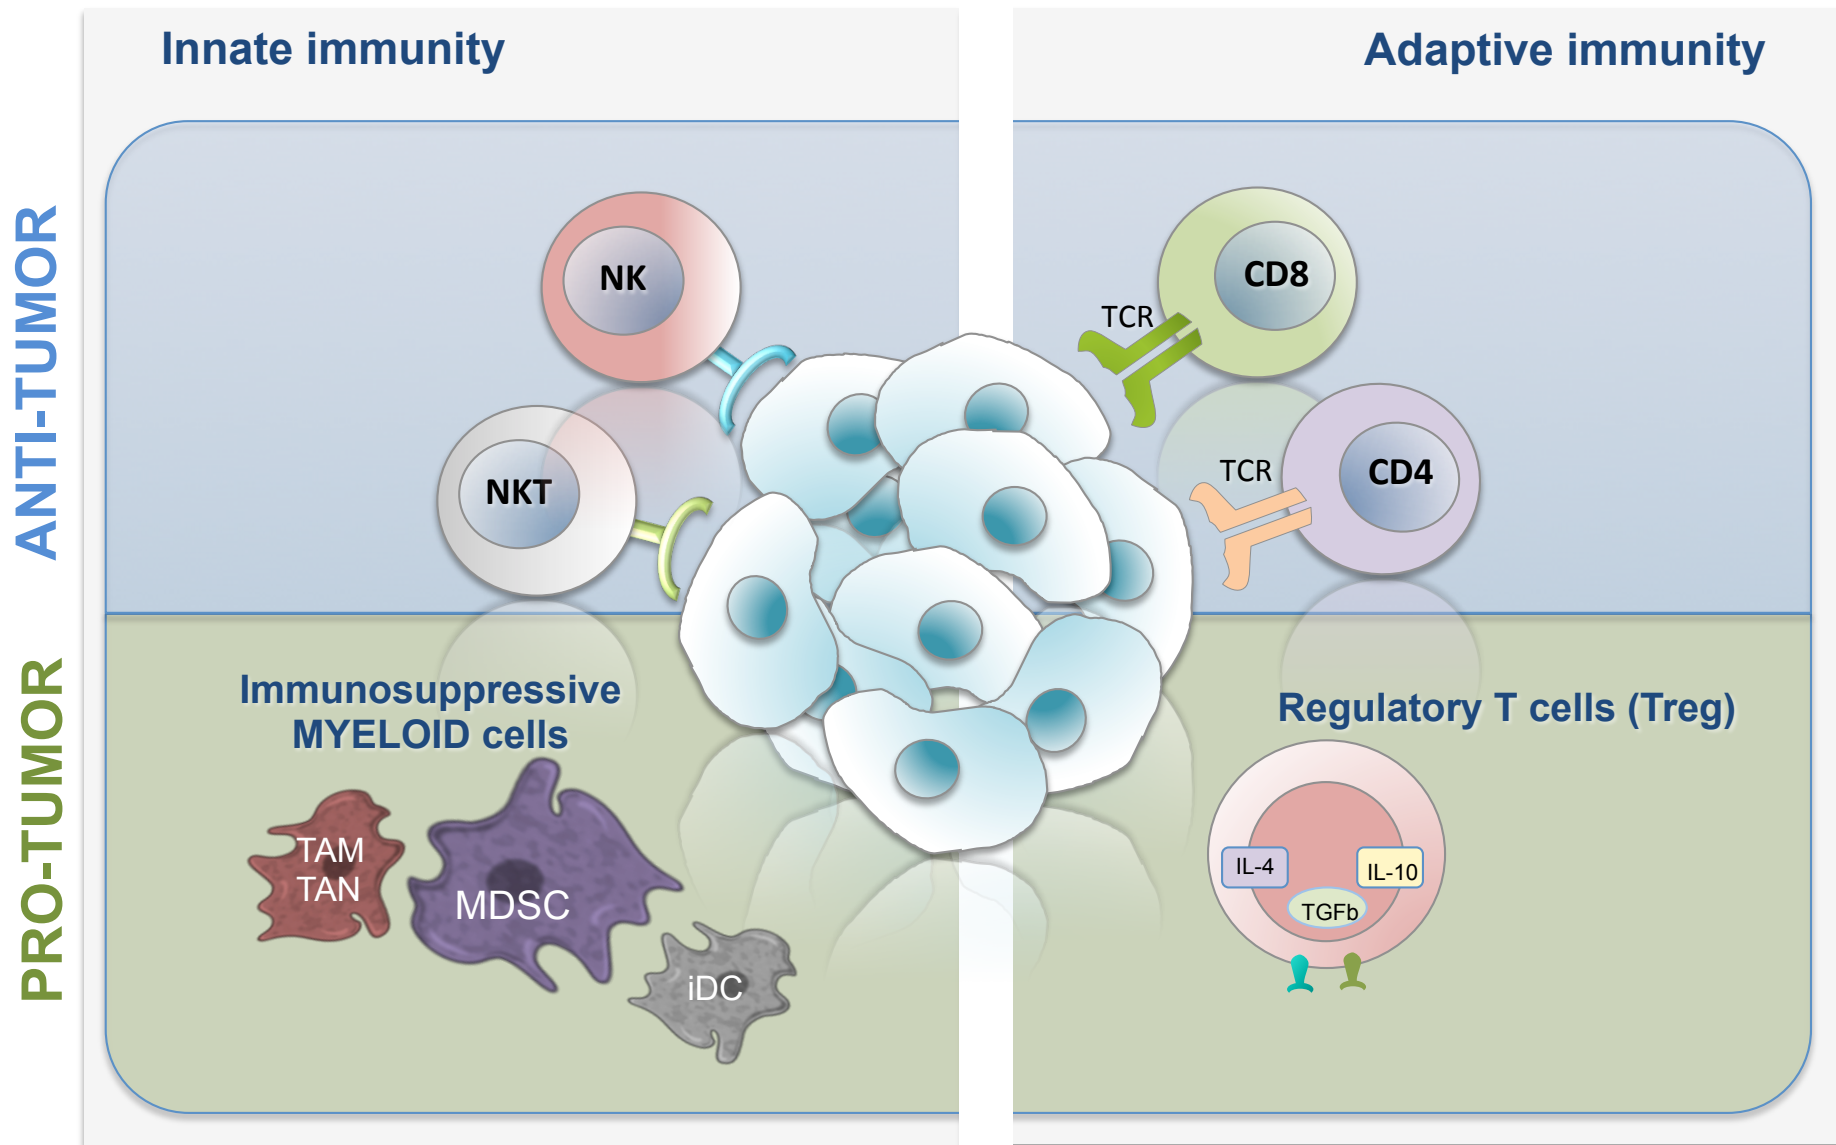 Innate immunity
Adaptive immunity
ANTI-TUMOR
NK
NKT
TCR
CD8
TCR
CD4
PRO-TUMOR
Immunosuppressive
MYELOID cells
TAM
TAN
MDSC
iDC
Regulatory T cells (Treg)
IL-4
IL-10
TGFb